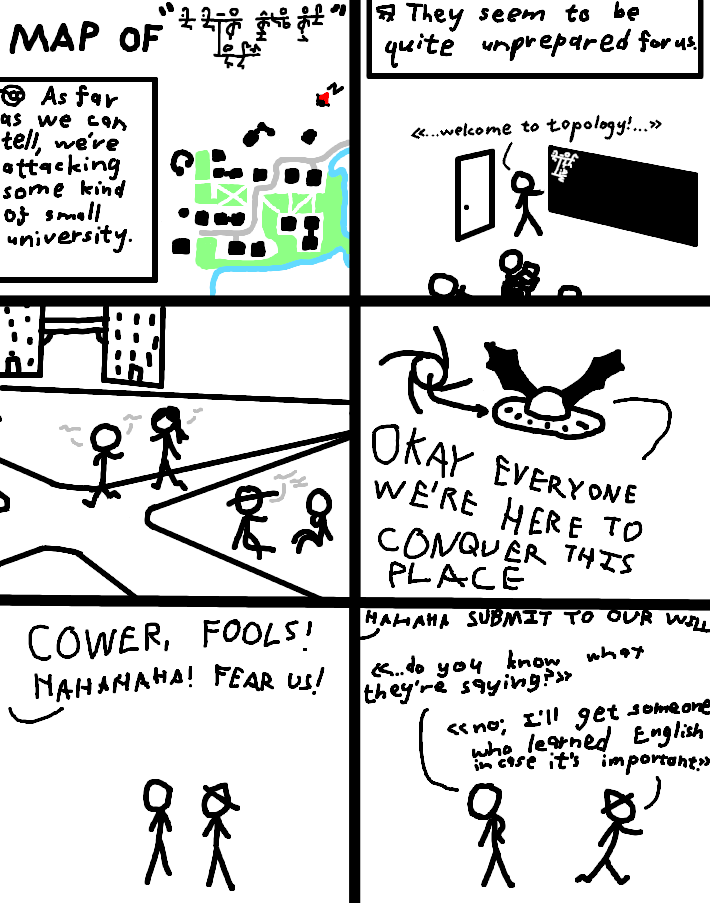 MAP OF
As far
as we can
tell, we're
attacking
some kind
of small
university.
N
They seem to be
quite unprepared for us.
«...welcome to topology!...»
OKAY EVERYONE
WE'RE HERE TO
CONQUER THIS
PLACE
COWER, FOOLS!
HAHAHAHA! FEAR US!
HAHAHA SUBMIT TO OUR WILL
«...do you know what
they're saying?»
«no; I'll get someone
who learned English
in case it's important.»